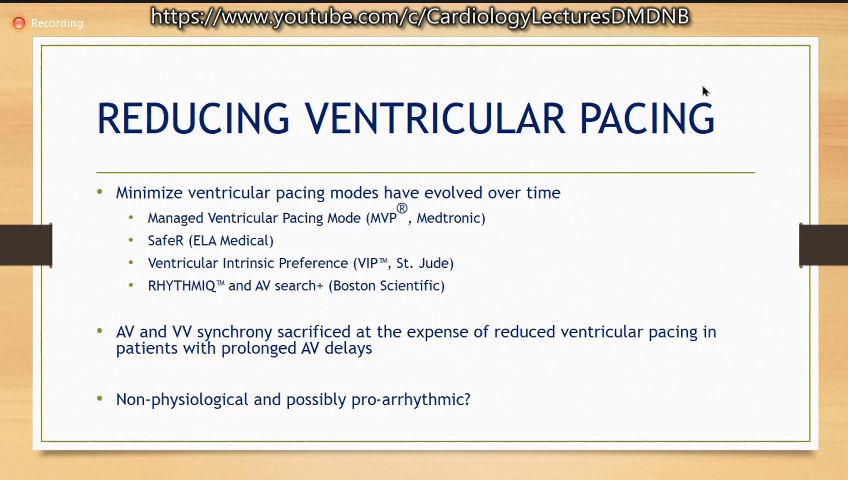 https://www.youtube.com/c/CardiologyLecturesDMDNB
Recording
REDUCING VENTRICULAR PACING
• Minimize ventricular pacing modes have evolved over time
• Managed Ventricular Pacing Mode (MVP®, Medtronic)
• SafeR (ELA Medical)
• Ventricular Intrinsic Preference (VIP™, St. Jude)
• RHYTHMIQ™ and AV search+ (Boston Scientific)
• AV and VV synchrony sacrificed at the expense of reduced ventricular pacing in
patients with prolonged AV delays
• Non-physiological and possibly pro-arrhythmic?